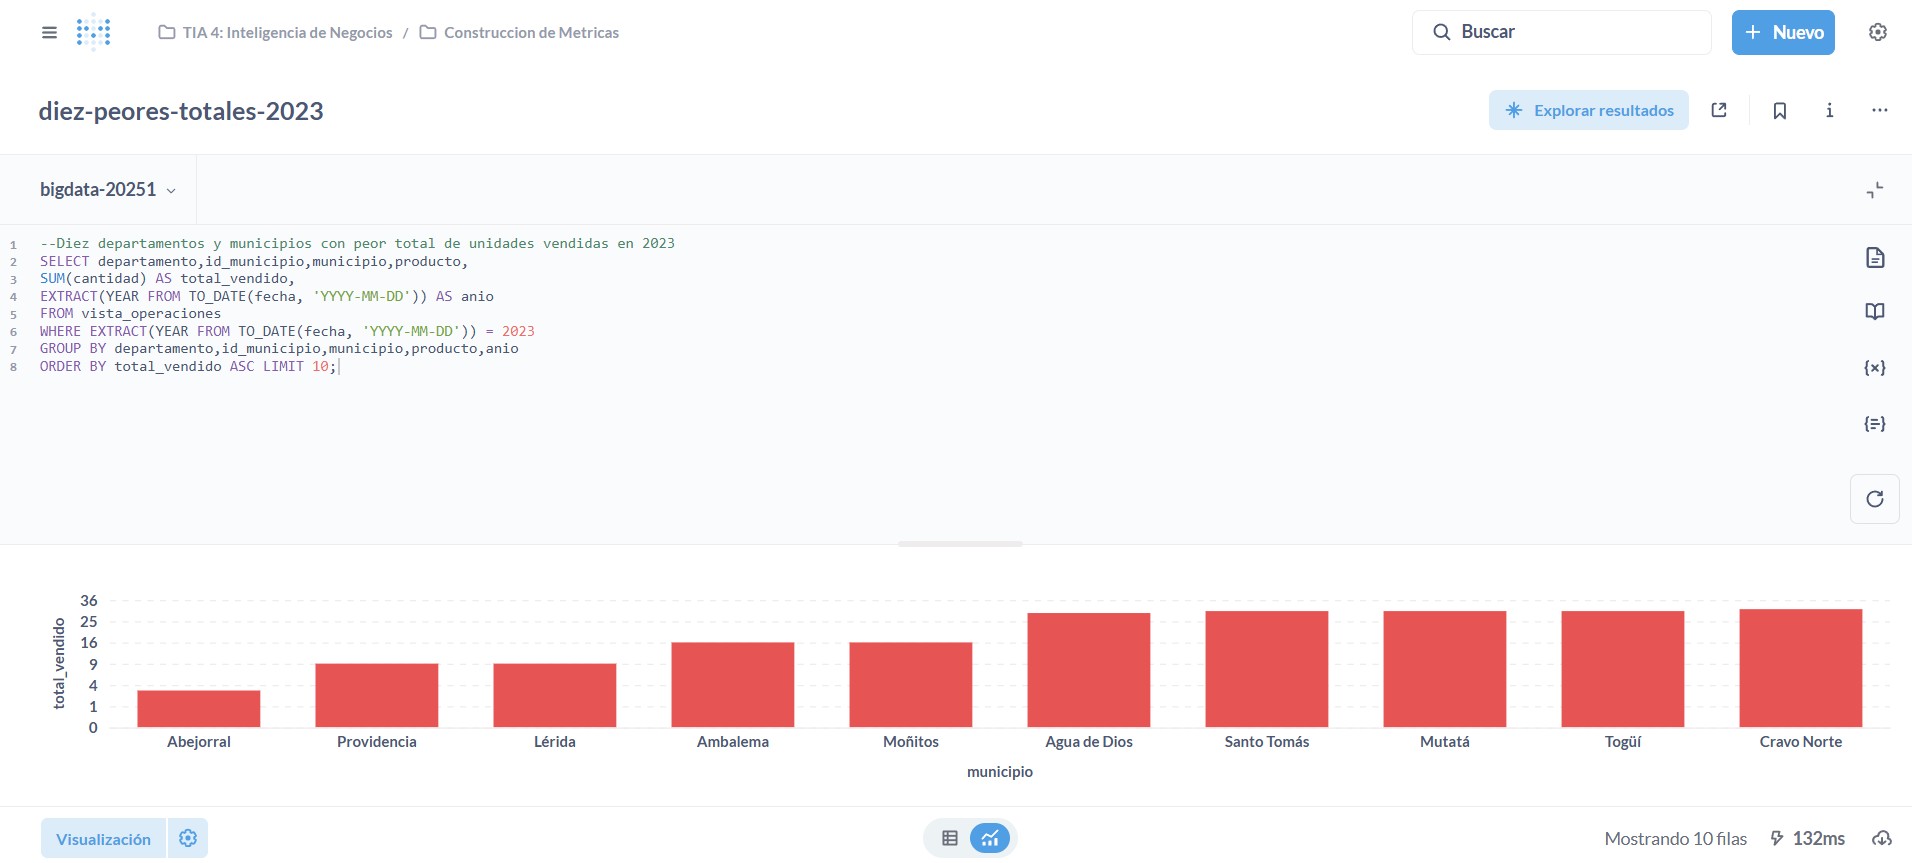 TIA 4: Inteligencia de Negocios / Construccion de Metricas
Buscar
+ Nuevo
diez-peores-totales-2023
Explorar resultados
bigdata-20251
1 --Diez departamentos y municipios con peor total de unidades vendidas en 2023
2 SELECT departamento,id_municipio,municipio,producto,
3 SUM(cantidad) AS total_vendido,
4 EXTRACT(YEAR FROM TO_DATE(fecha, 'YYYY-MM-DD')) AS anio
5 FROM vista_operaciones
6 WHERE EXTRACT(YEAR FROM TO_DATE(fecha, 'YYYY-MM-DD')) = 2023
7 GROUP BY departamento,id_municipio,municipio,producto,anio
8 ORDER BY total_vendido ASC LIMIT 10;
total_vendido
36
25
16
9
4
1
0
Abejorral Providencia Lérida Ambalema Moñitos Agua de Dios Santo Tomás Mutatá Togüí Cravo Norte
municipio
Visualización
Mostrando 10 filas 132ms